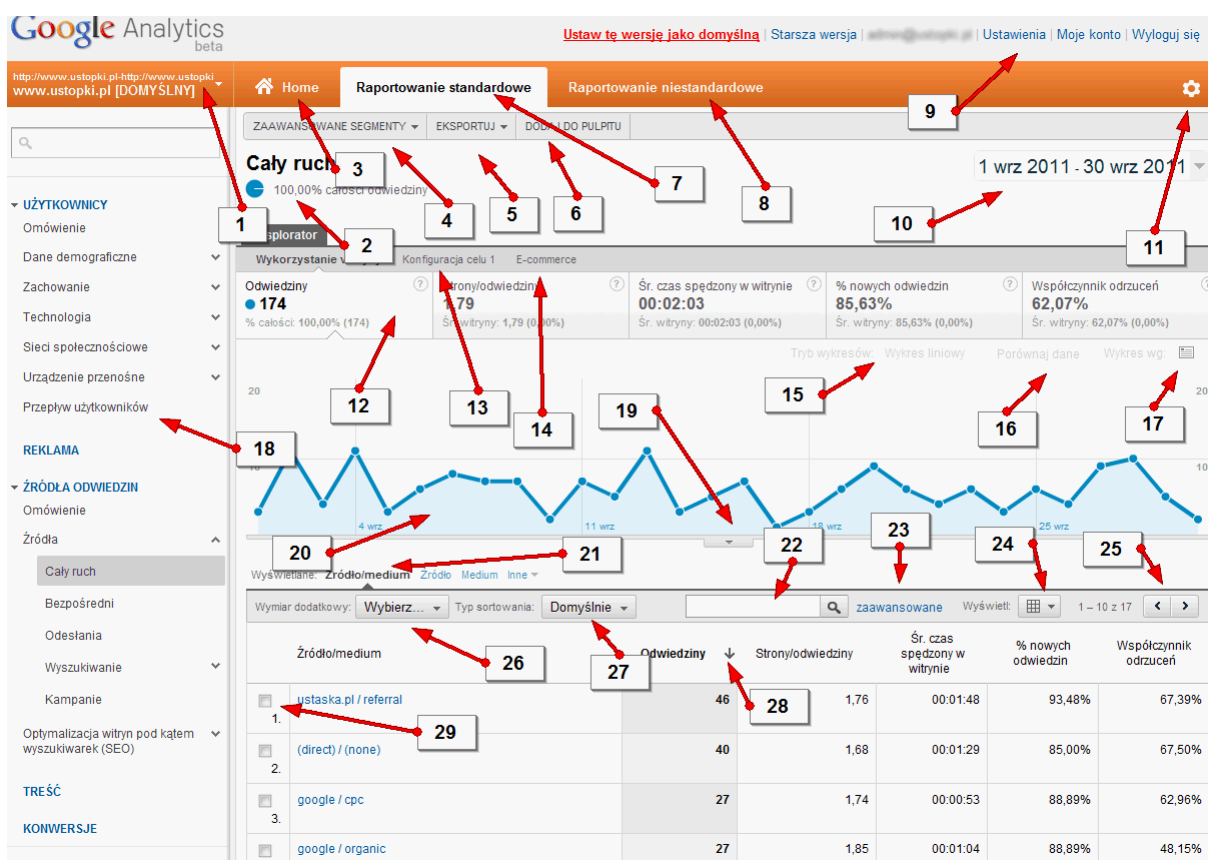 Google Analytics
beta
Ustaw tę wersję jako domyślną | Starsza wersja | Ustawienia | Moje konto | Wyloguj się
http://www.ustopki.pl-http://www.ustopki
www.ustopki.pl [DOMYŚLNY]
Home
Raportowanie standardowe
Raportowanie niestandardowe
9
ZAAWANSOWANE SEGMENTY
EKSPORTUJ
DODAJ DO PULPITU
Cały ruch
100,00% całości odwiedziny
1 wrz 2011 - 30 wrz 2011
3
7
8
1
2
4
5
6
10
11
UŻYTKOWNICY
Omówienie
Dane demograficzne
Zachowanie
Technologia
Sieci społecznościowe
Urządzenie przenośne
Przepływ użytkowników
REKLAMA
ŹRÓDŁA ODWIEDZIN
Omówienie
Źródła
Cały ruch
Bezpośredni
Odesłania
Wyszukiwanie
Kampanie
Optymalizacja witryn pod kątem
wyszukiwarek (SEO)
TREŚĆ
KONWERSJE
Wykorzystanie
Konfiguracja celu 1
E-commerce
Odwiedziny
174
% całości: 100,00% (174)
Strony/odwiedziny
1,79
Śr. witryny: 1,79 (0,00%)
Śr. czas spędzony w witrynie
00:02:03
Śr. witryny: 00:02:03 (0,00%)
% nowych odwiedzin
85,63%
Śr. witryny: 85,63% (0,00%)
Współczynnik odrzuceń
62,07%
Śr. witryny: 62,07% (0,00%)
Tryb wykresów: Wykres liniowy
Porównaj dane
Wykres wg:
12
13
14
15
16
17
18
19
20
20
10
4 wrz
11 wrz
18 wrz
25 wrz
20
21
22
23
24
25
Wyświetlane: Źródło/medium Źródło Medium Inne
Wymiar dodatkowy: Wybierz... Typ sortowania: Domyślnie
zaawansowane
Wyświetl:
1 – 10 z 17
26
27
28
29
Źródło/medium
Odwiedziny
Strony/odwiedziny
Śr. czas
spędzony w
witrynie
% nowych
odwiedzin
Współczynnik
odrzuceń
1. ustaska.pl / referral 46 1,76 00:01:48 93,48% 67,39%
2. (direct) / (none) 40 1,68 00:01:29 85,00% 67,50%
3. google / cpc 27 1,74 00:00:53 88,89% 62,96%
google / organic 27 1,85 00:01:04 88,89% 48,15%